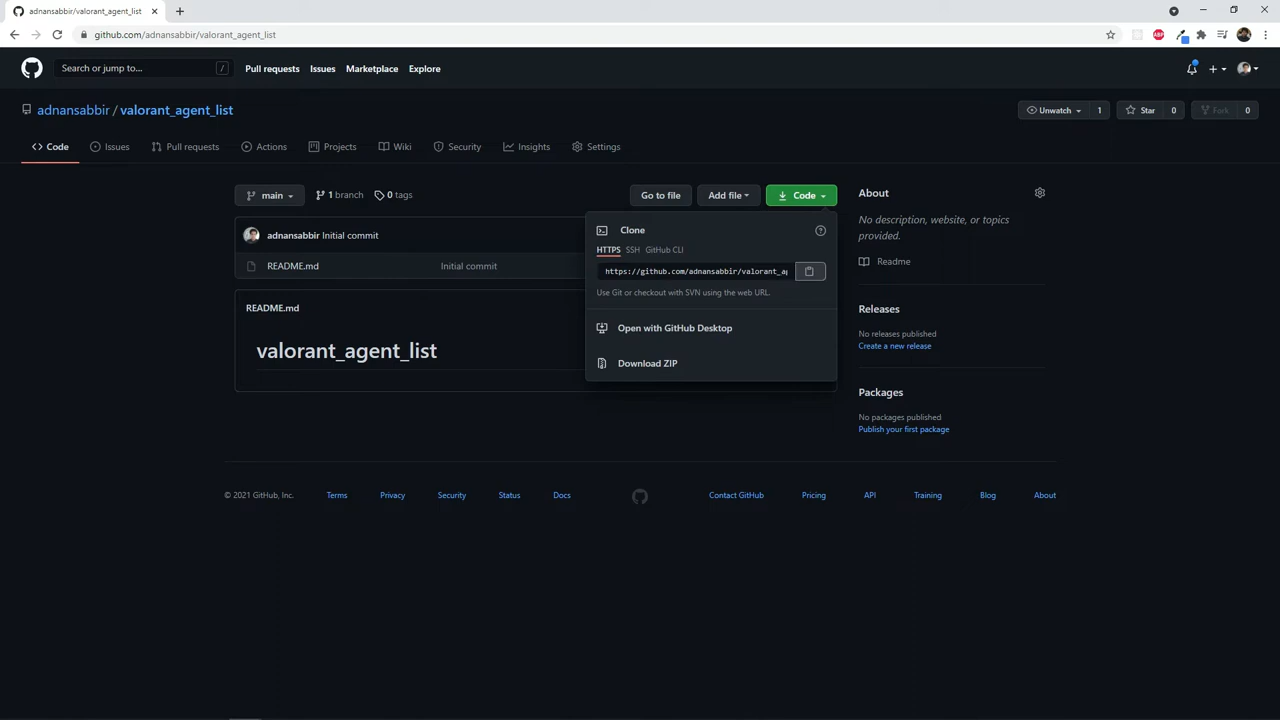 adnansabbir/valorant_agent_list
github.com/adnansabbir/valorant_agent_list
ABP
Search or jump to... /
Pull requests Issues Marketplace Explore
adnansabbir / valorant_agent_list
Unwatch 1 Star 0 Fork 0
Code Issues Pull requests Actions Projects Wiki Security Insights Settings
main 1 branch 0 tags Go to file Add file Code
adnansabbir Initial commit
README.md Initial commit
README.md
valorant_agent_list
Clone
HTTPS SSH GitHub CLI
https://github.com/adnansabbir/valorant_a
Use Git or checkout with SVN using the web URL.
Open with GitHub Desktop
Download ZIP
About
No description, website, or topics
provided.
Readme
Releases
No releases published
Create a new release
Packages
No packages published
Publish your first package
© 2021 GitHub, Inc. Terms Privacy Security Status Docs Contact GitHub Pricing API Training Blog About